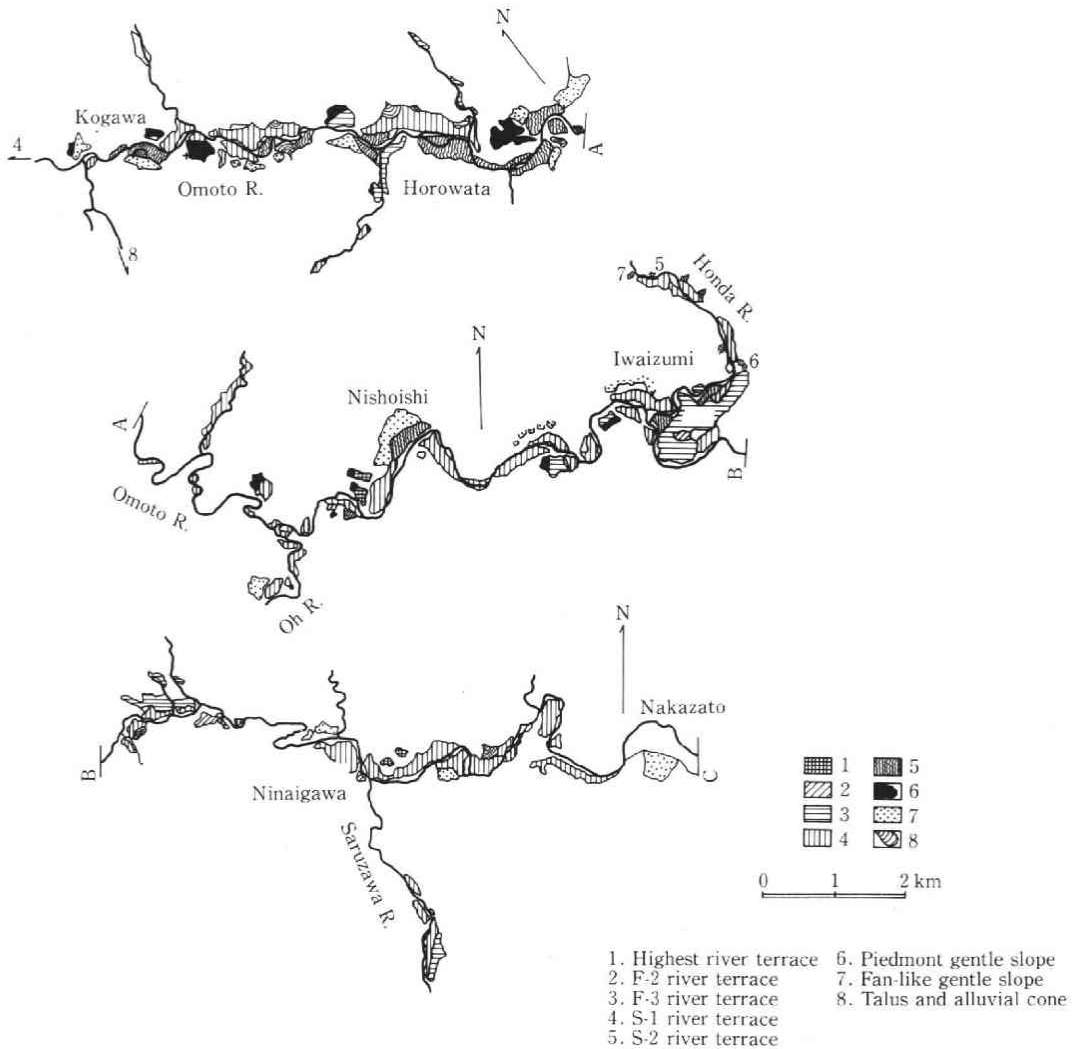 N
Kogawa
4
A
Omoto R.
Horowata
8
N
7
5
Honda R.
Iwaizumi
6
Nishoishi
A
B
Omoto R.
Oh R.
N
Nakazato
B
C
Ninaigawa
Saruzawa R.
1
5
2
6
3
7
4
8
0 1 2 km
1. Highest river terrace 6. Piedmont gentle slope
2. F-2 river terrace 7. Fan-like gentle slope
3. F-3 river terrace 8. Talus and alluvial cone
4. S-1 river terrace
5. S-2 river terrace